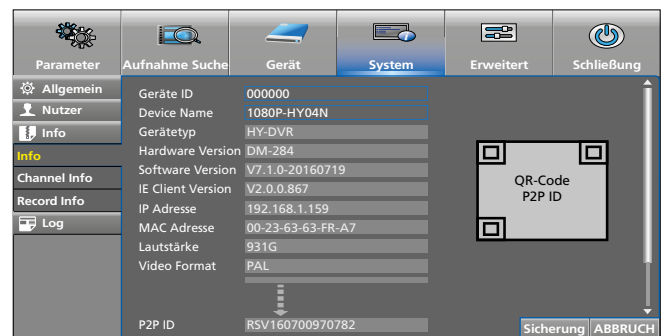 Parameter Aufnahme Suche Gerät System Erweitert Schließung
Allgemein
Nutzer
Info
Info
Channel Info
Record Info
Log
Geräte ID 000000
Device Name 1080P-HY04N
Gerätetyp HY-DVR
Hardware Version DM-284
Software Version V7.1.0-20160719
IE Client Version V2.0.0.867
IP Adresse 192.168.1.159
MAC Adresse 00-23-63-63-FR-A7
Lautstärke 931G
Video Format PAL
P2P ID RSV160700970782
QR-Code
P2P ID
Sicherung ABBRUCH